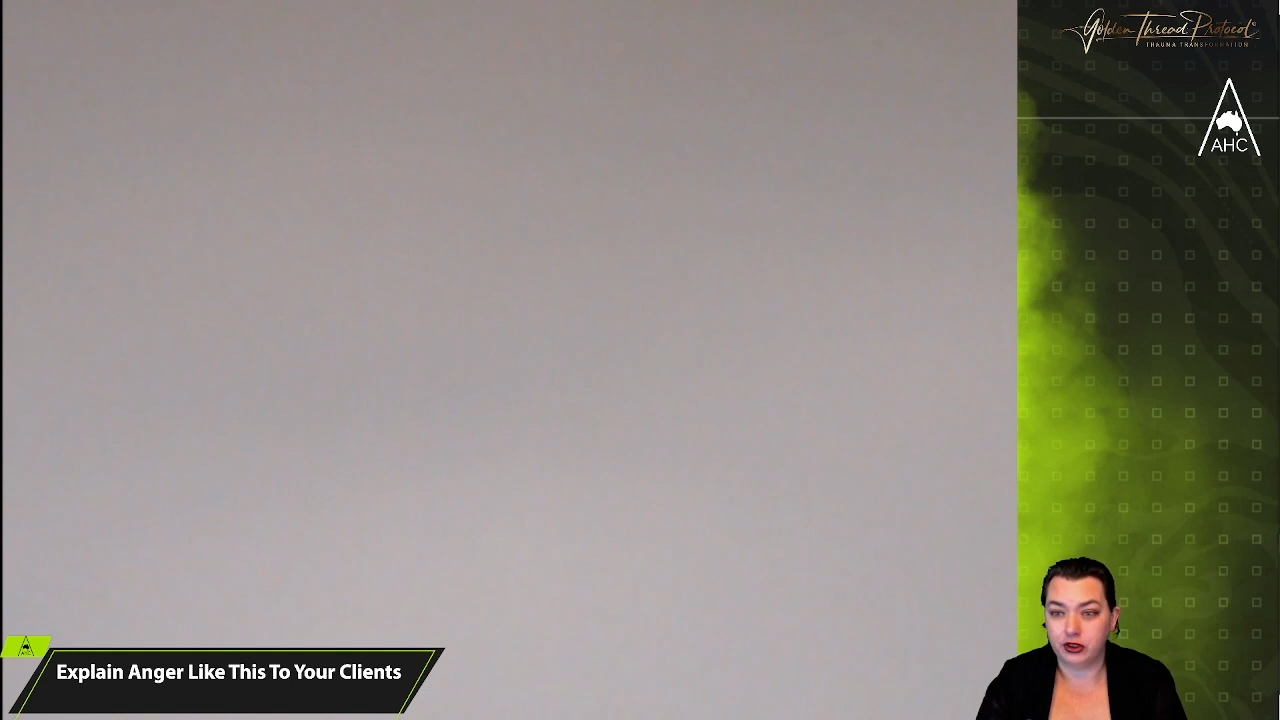 Golden Thread Protocol
TRAUMA TRANSFORMATION
AHC
Explain Anger Like This To Your Clients